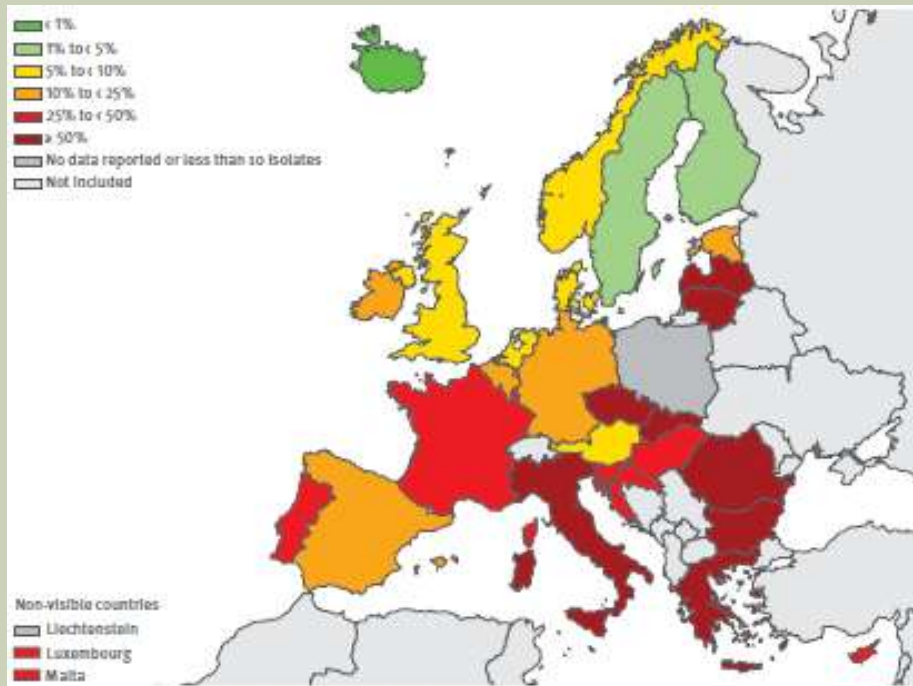 < 1%
1% to < 5%
5% to < 10%
10% to < 25%
25% to < 50%
≥ 50%
No data reported or less than 10 isolates
Not included
Non-visible countries
Liechtenstein
Luxembourg
Malta